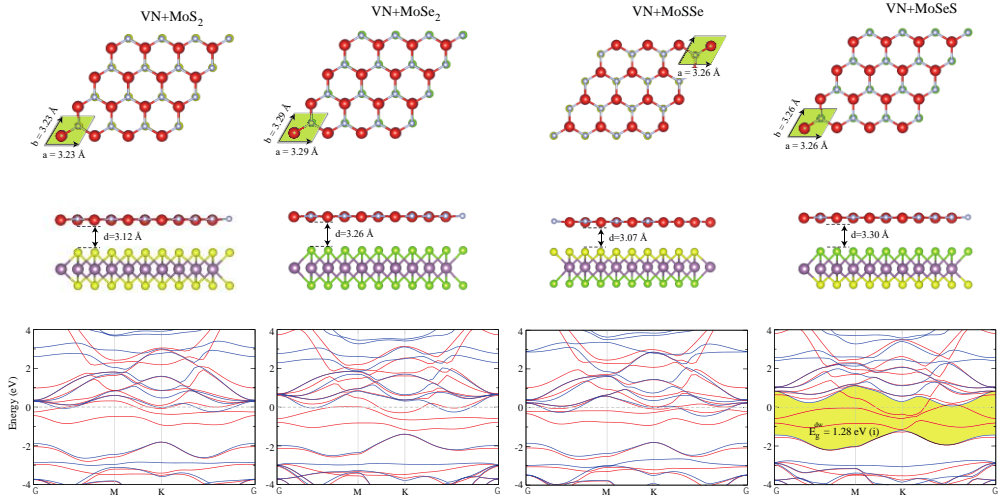 VN+MoS2
VN+MoSe2
VN+MoSSe
VN+MoSeS
b = 3.23 Å
a = 3.23 Å
b = 3.29 Å
a = 3.29 Å
a = 3.26 Å
b = 3.26 Å
a = 3.26 Å
d=3.12 Å
d=3.26 Å
d=3.07 Å
d=3.30 Å
Energy (eV)
4
2
0
-2
-4
G M K G
4
2
0
-2
-4
G M K G
4
2
0
-2
-4
G M K G
4
2
0
-2
-4
G M K G
E_g^dw = 1.28 eV (i)